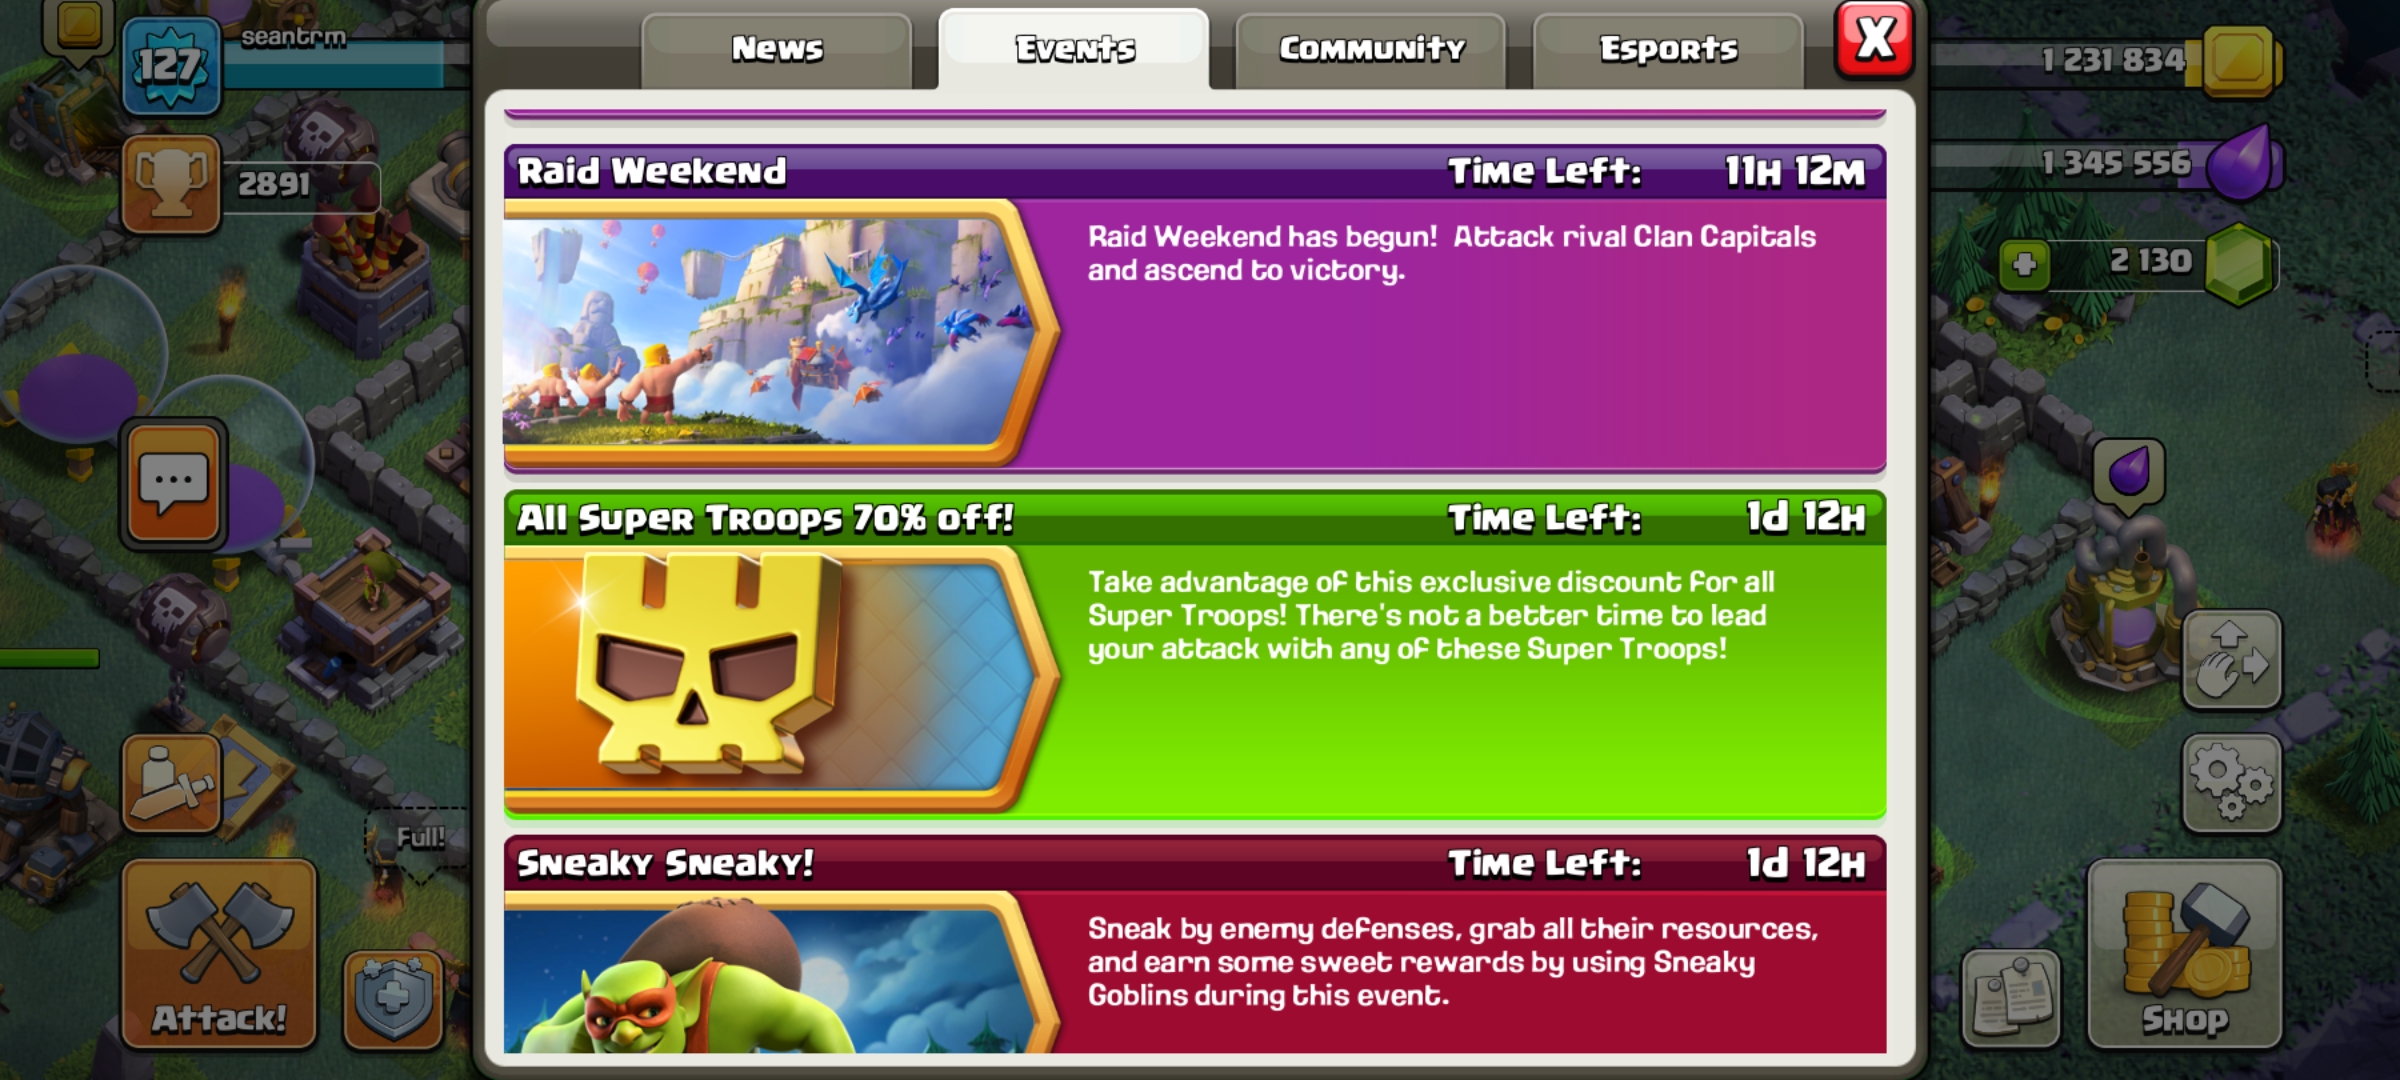 seantrm
127
2891
News
Events
Community
Esports
X
1 231 834
1 345 556
2 130
Raid Weekend
Time Left: 11H 12M
Raid Weekend has begun! Attack rival Clan Capitals
and ascend to victory.
All Super Troops 70% off!
Time Left: 1d 12H
Take advantage of this exclusive discount for all
Super Troops! There's not a better time to lead
your attack with any of these Super Troops!
Sneaky Sneaky!
Time Left: 1d 12H
Sneak by enemy defenses, grab all their resources,
and earn some sweet rewards by using Sneaky
Goblins during this event.
Full!
Attack!
Shop